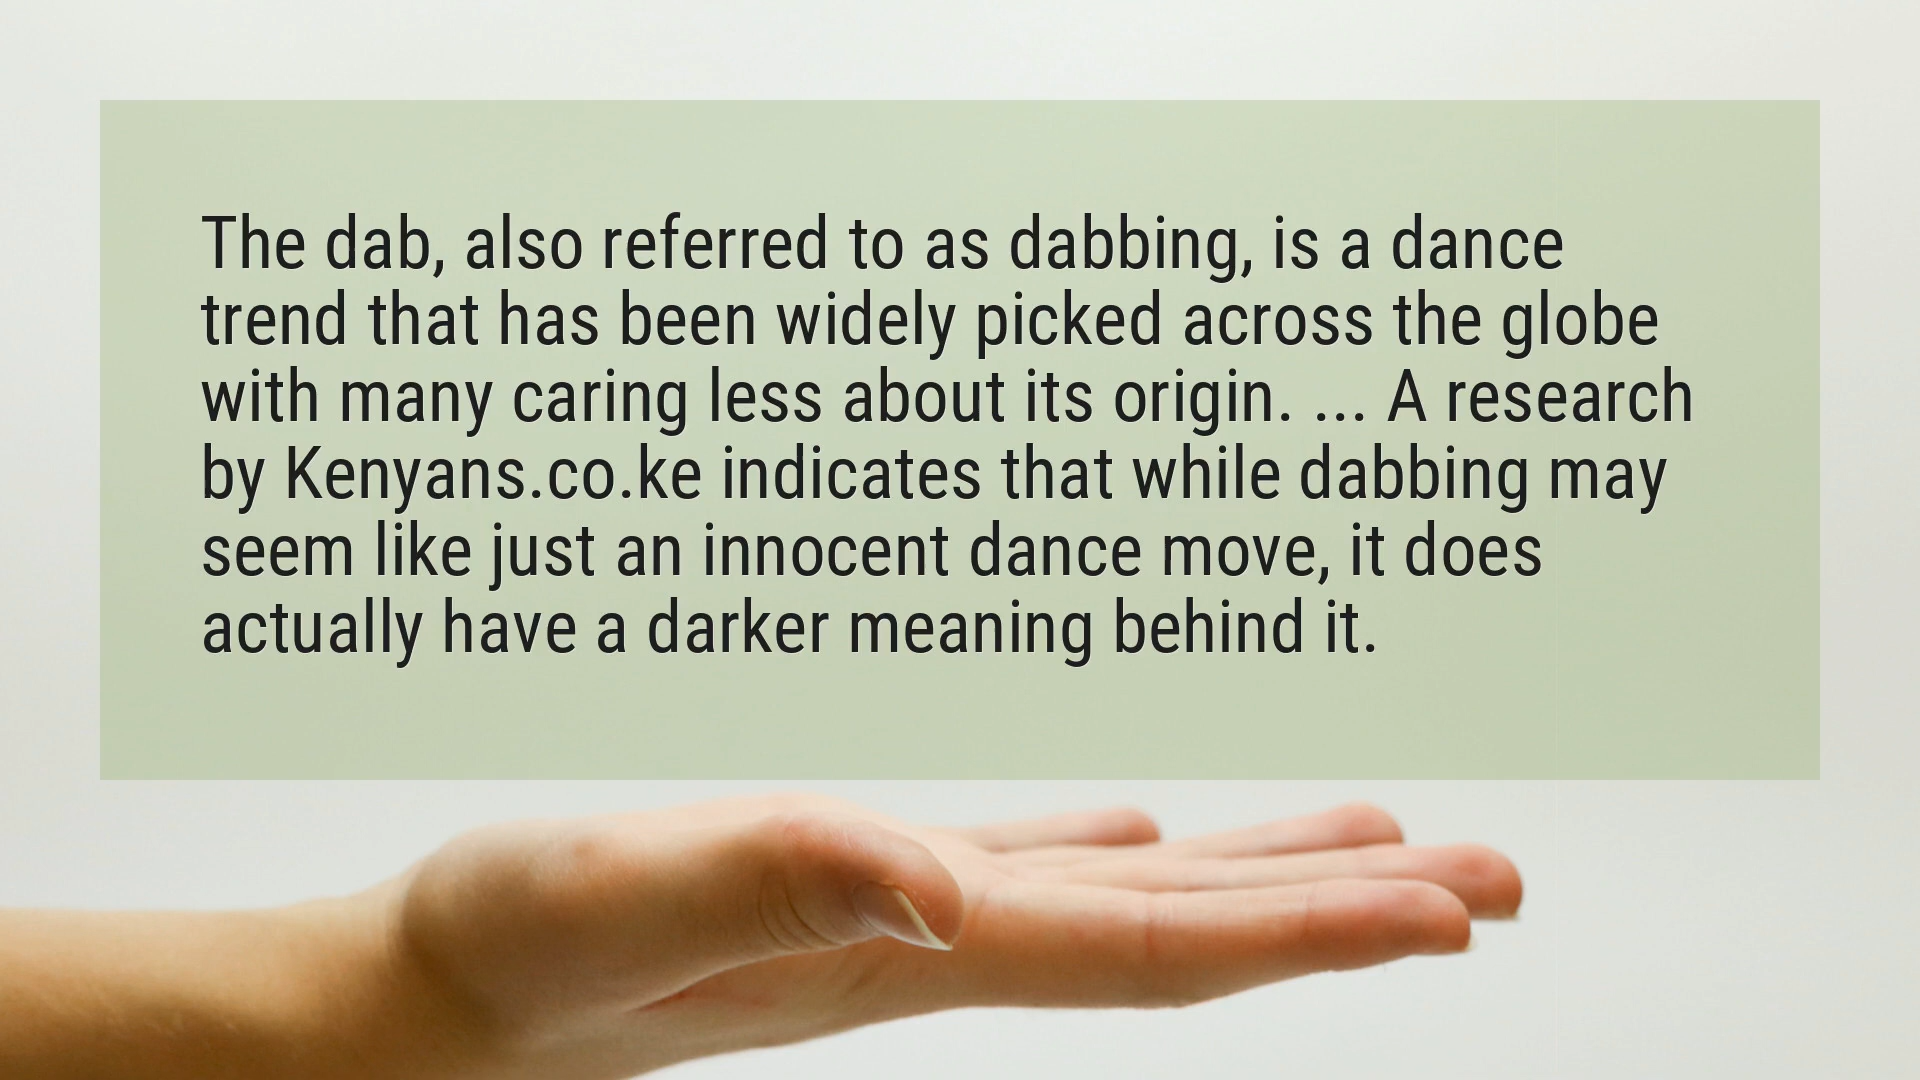 The dab, also referred to as dabbing, is a dance
trend that has been widely picked across the globe
with many caring less about its origin. ... A research
by Kenyans.co.ke indicates that while dabbing may
seem like just an innocent dance move, it does
actually have a darker meaning behind it.